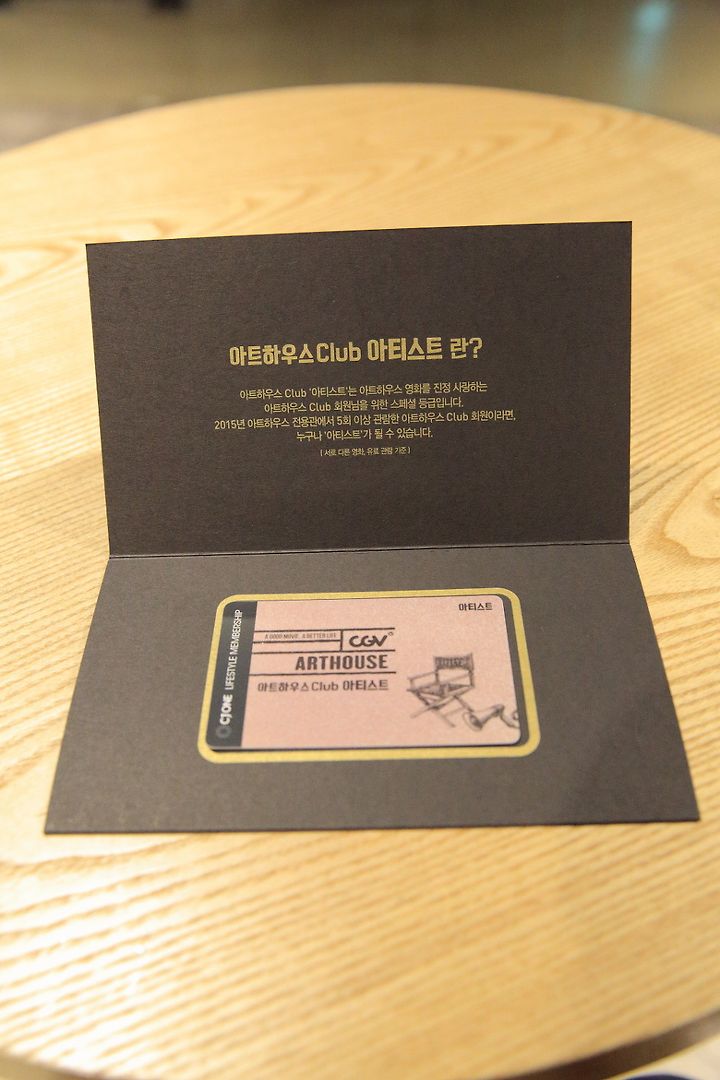 아트하우스Club 아티스트 란?
아트하우스 Club '아티스트'는 아트하우스 영화를 진정 사랑하는
아트하우스 Club 회원님을 위한 스페셜 등급입니다.
2015년 아트하우스 전용관에서 5회 이상 관람한 아트하우스 Club 회원이라면,
누구나 '아티스트'가 될 수 있습니다.
( 서로 다른 영화, 유료 관람 기준 )
아티스트
A GOOD MOVIE, A BETTER LIFE
CGV
ARTHOUSE
아트하우스Club 아티스트
CJ ONE LIFESTYLE MEMBERSHIP